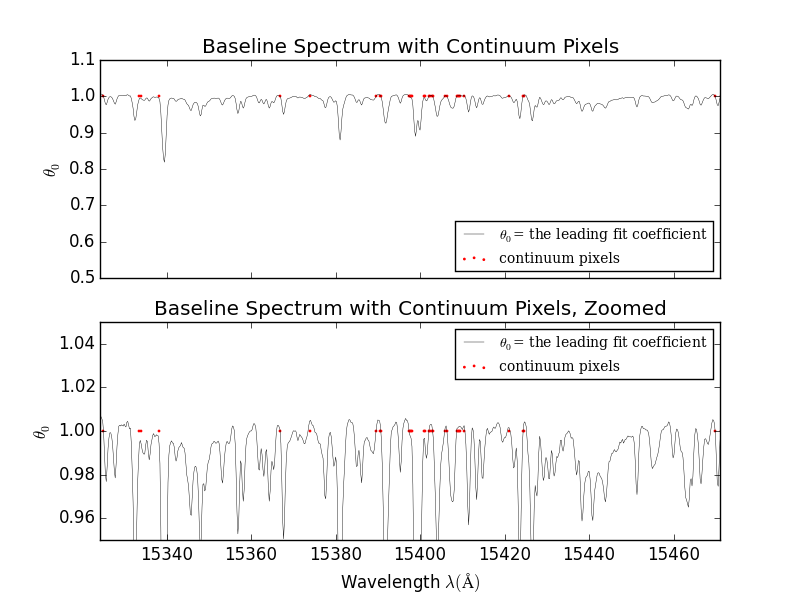 Baseline Spectrum with Continuum Pixels
1.1
1.0
0.9
0.8
0.7
0.6
0.5
θ₀
θ₀ = the leading fit coefficient
continuum pixels
Baseline Spectrum with Continuum Pixels, Zoomed
1.04
1.02
1.00
0.98
0.96
θ₀
θ₀ = the leading fit coefficient
continuum pixels
15340 15360 15380 15400 15420 15440 15460
Wavelength λ(Å)